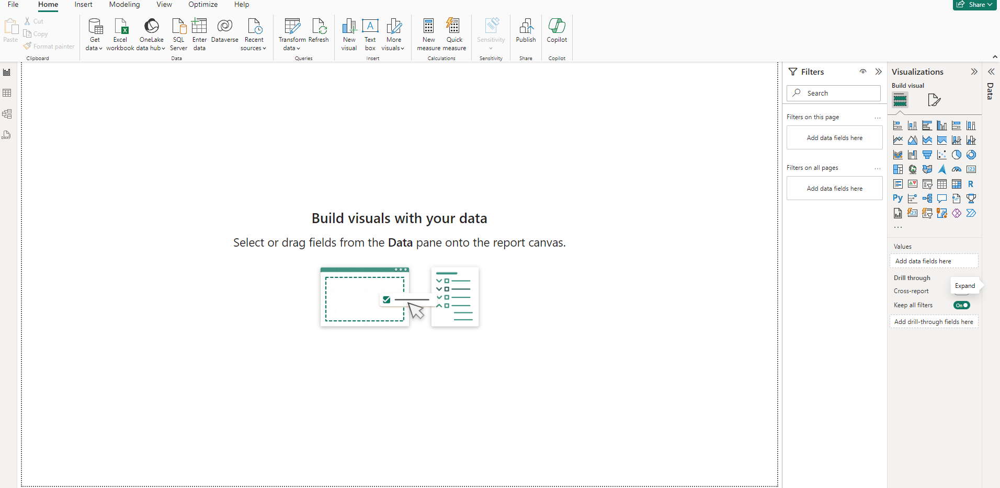 File Home Insert Modeling View Optimize Help Share
Paste
Cut
Copy
Format painter
Clipboard
Get data
Excel workbook
OneLake data hub
SQL Server
Enter data
Dataverse
Recent sources
Data
Transform data
Refresh
Queries
New visual
A
Text box
More visuals
Insert
New measure
Quick measure
Calculations
Sensitivity
Sensitivity
Publish
Share
Copilot
Copilot
DAX
Build visuals with your data
Select or drag fields from the Data pane onto the report canvas.
Filters
Search
Filters on this page ...
Add data fields here
Filters on all pages ...
Add data fields here
Visualizations
Build visual
123
R
Py
123
...
Values
Add data fields here
Drill through
Cross-report
Expand
Keep all filters On
Add drill-through fields here
Data